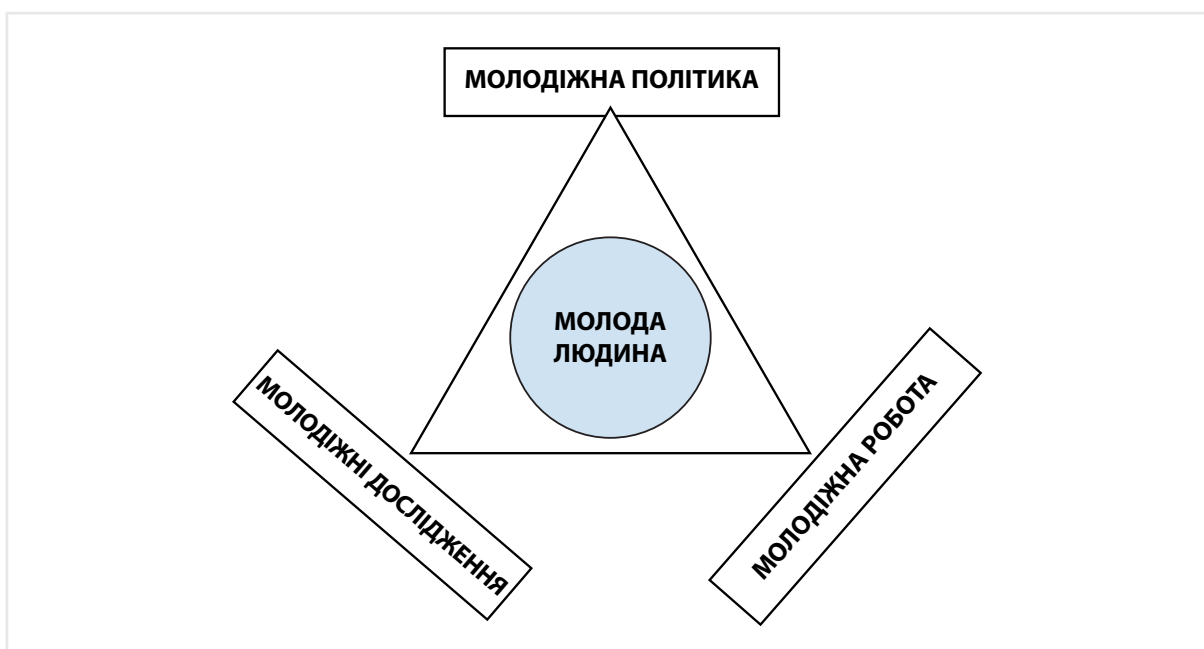 МОЛОДІЖНА ПОЛІТИКА
МОЛОДА
ЛЮДИНА
МОЛОДІЖНІ ДОСЛІДЖЕННЯ
МОЛОДІЖНА РОБОТА